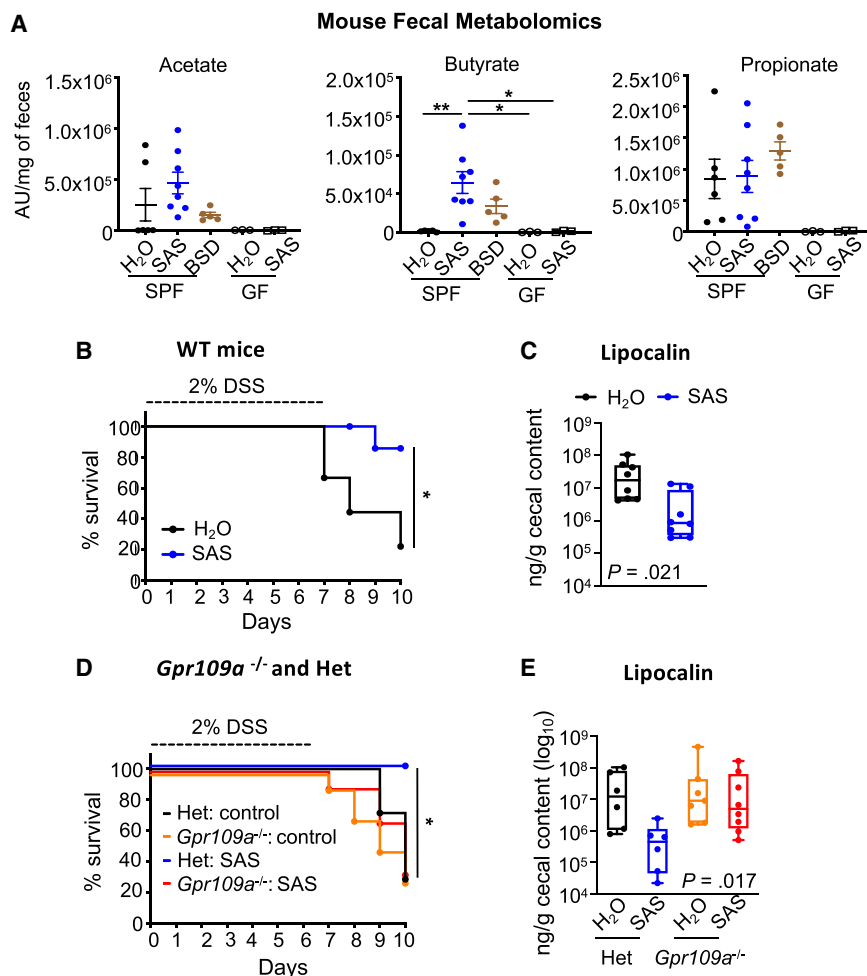 Mouse Fecal Metabolomics
A
Acetate
AU/mg of feces
1.5x10⁶
1.0x10⁶
5.0x10⁵
0
H₂O SAS BSD H₂O SAS
SPF GF
Butyrate
2.0x10⁵
1.5x10⁵
1.0x10⁵
5.0x10⁴
0
** * *
H₂O SAS BSD H₂O SAS
SPF GF
Propionate
2.5x10⁶
2.0x10⁶
1.5x10⁶
1.0x10⁶
5.0x10⁵
0
H₂O SAS BSD H₂O SAS
SPF GF
B WT mice
2% DSS
% survival
100
80
60
40
20
0
H₂O
SAS
*
0 1 2 3 4 5 6 7 8 9 10
Days
C Lipocalin
H₂O SAS
ng/g cecal content
10⁹
10⁸
10⁷
10⁶
10⁵
10⁴
P = .021
D Gpr109a -/- and Het
2% DSS
% survival
100
80
60
40
20
0
Het: control
Gpr109a-/-: control
Het: SAS
Gpr109a-/-: SAS
*
0 1 2 3 4 5 6 7 8 9 10
Days
E Lipocalin
ng/g cecal content (log₁₀)
10⁹
10⁸
10⁷
10⁶
10⁵
10⁴
P = .017
H₂O SAS H₂O SAS
Het Gpr109a-/-